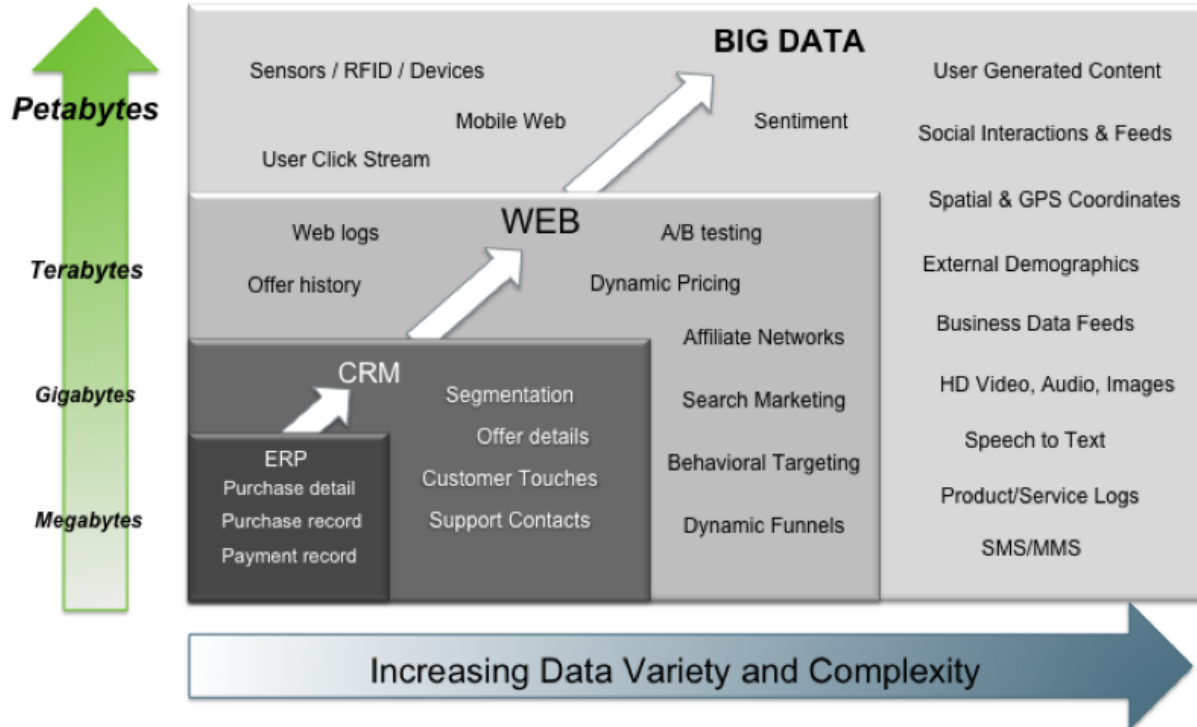 BIG DATA
Sensors / RFID / Devices
User Generated Content
Petabytes
Mobile Web
Sentiment
Social Interactions & Feeds
User Click Stream
Spatial & GPS Coordinates
WEB
Web logs
A/B testing
Terabytes
External Demographics
Offer history
Dynamic Pricing
Business Data Feeds
Affiliate Networks
CRM
Gigabytes
Segmentation
Search Marketing
HD Video, Audio, Images
Offer details
Speech to Text
ERP
Behavioral Targeting
Purchase detail
Customer Touches
Product/Service Logs
Megabytes
Purchase record
Support Contacts
Dynamic Funnels
SMS/MMS
Payment record
Increasing Data Variety and Complexity